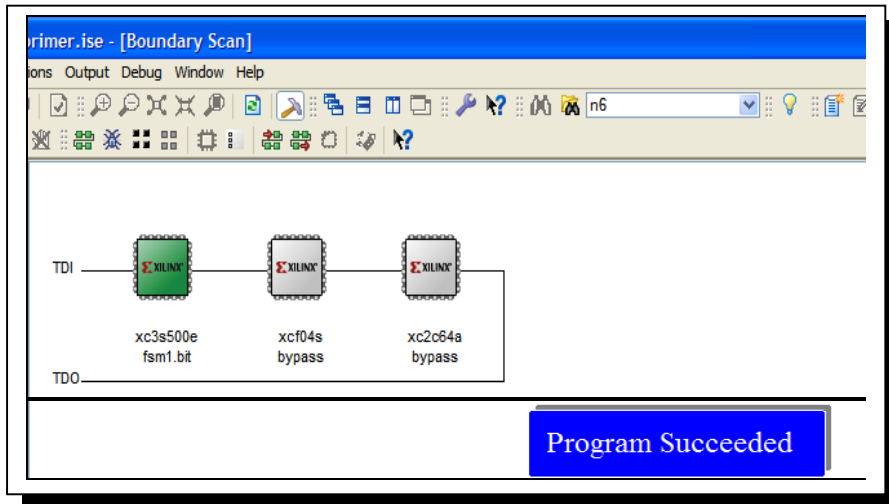 primer.ise - [Boundary Scan]
ions Output Debug Window Help
n6
TDI
XILINX XILINX XILINX
xc3s500e xcf04s xc2c64a
fsm1.bit bypass bypass
TDO
Program Succeeded